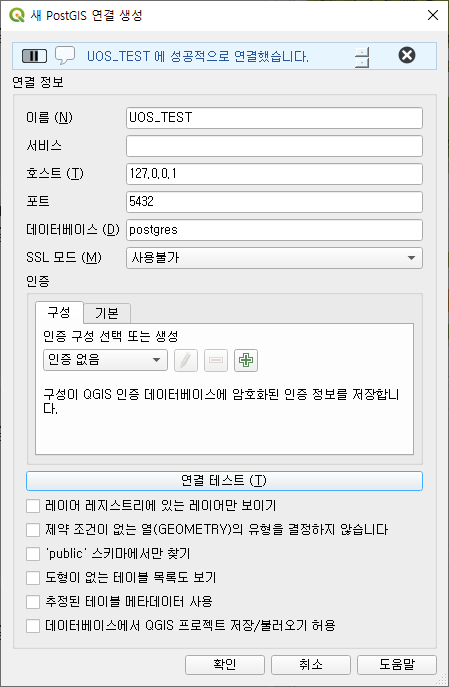 새 PostGIS 연결 생성
UOS_TEST 에 성공적으로 연결했습니다.
연결 정보
이름 (N) UOS_TEST
서비스
호스트 (T) 127.0.0.1
포트 5432
데이터베이스 (D) postgres
SSL 모드 (M) 사용불가
인증
구성 기본
인증 구성 선택 또는 생성
인증 없음
구성이 QGIS 인증 데이터베이스에 암호화된 인증 정보를 저장합니
다.
연결 테스트 (T)
레이어 레지스트리에 있는 레이어만 보이기
제약 조건이 없는 열(GEOMETRY)의 유형을 결정하지 않습니다
'public' 스키마에서만 찾기
도형이 없는 테이블 목록도 보기
추정된 테이블 메타데이터 사용
데이터베이스에서 QGIS 프로젝트 저장/불러오기 허용
확인 취소 도움말